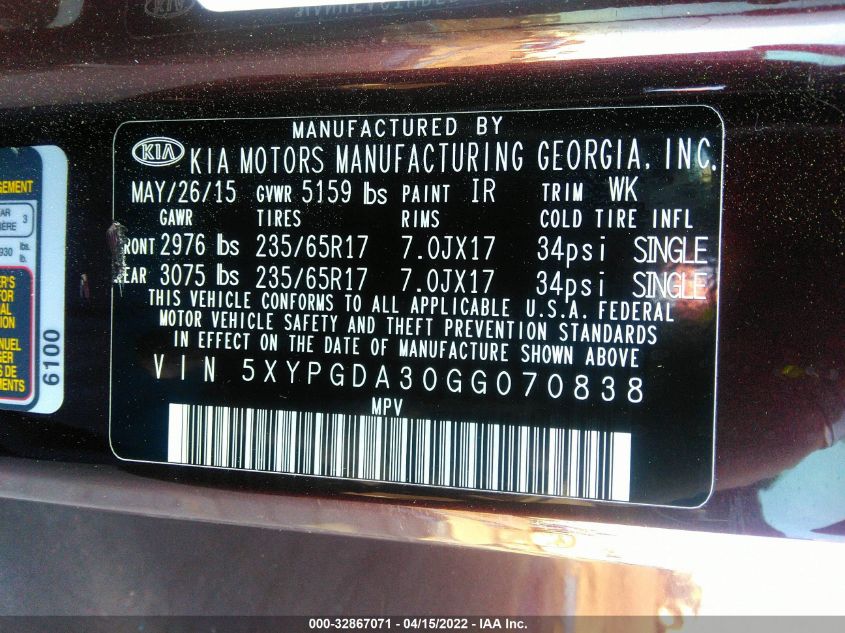 MANUFACTURED BY
KIA KIA MOTORS MANUFACTURING GEORGIA, INC.
MAY/26/15 GVWR 5159 lbs PAINT IR TRIM WK
GAWR TIRES RIMS COLD TIRE INFL
FRONT 2976 lbs 235/65R17 7.0JX17 34psi SINGLE
REAR 3075 lbs 235/65R17 7.0JX17 34psi SINGLE
THIS VEHICLE CONFORMS TO ALL APPLICABLE U.S.A. FEDERAL
MOTOR VEHICLE SAFETY AND THEFT PREVENTION STANDARDS
IN EFFECT ON THE DATE OF MANUFACTURE SHOWN ABOVE
VIN 5XYPGDA30GG070838
MPV
3
lbs.
6100
000-32867071 - 04/15/2022 - IAA Inc.